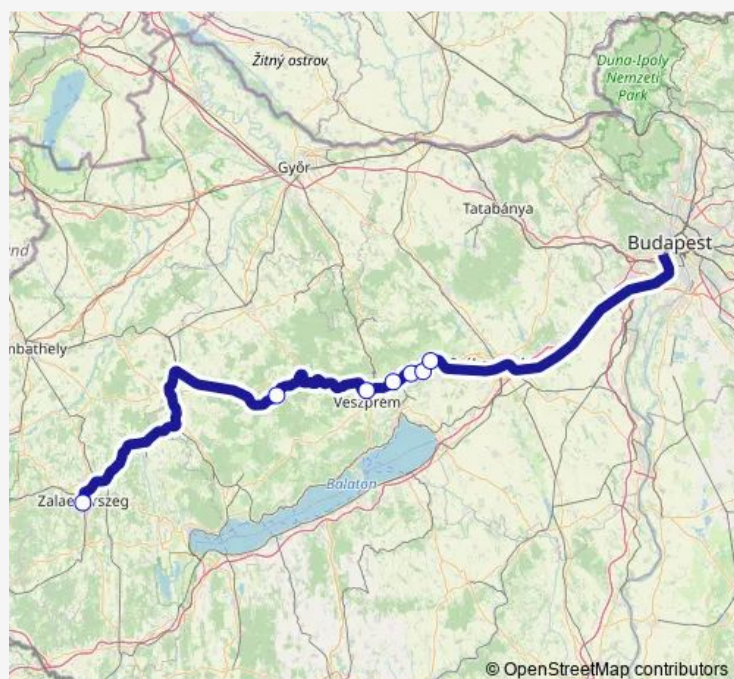 Žitný ostrov
Duna-Ipoly
Nemzeti
Park
Győr
Tatabánya
Budapest
Veszprém
Balaton
© OpenStreetMap contributors